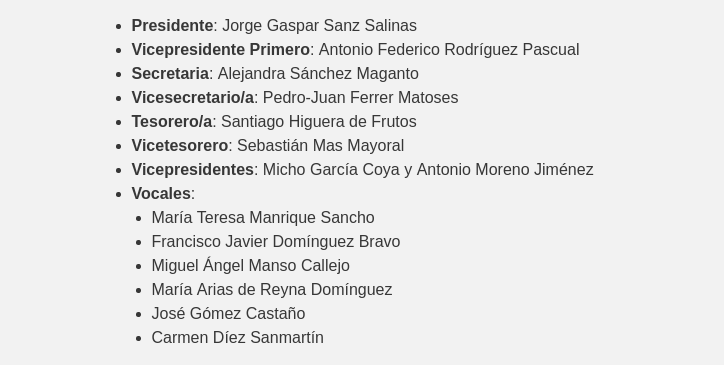 Presidente: Jorge Gaspar Sanz Salinas
Vicepresidente Primero: Antonio Federico Rodríguez Pascual
Secretaria: Alejandra Sánchez Maganto
Vicesecretario/a: Pedro-Juan Ferrer Matoses
Tesorero/a: Santiago Higuera de Frutos
Vicetesorero: Sebastián Mas Mayoral
Vicepresidentes: Micho García Coya y Antonio Moreno Jiménez
Vocales:
María Teresa Manrique Sancho
Francisco Javier Domínguez Bravo
Miguel Ángel Manso Callejo
María Arias de Reyna Domínguez
José Gómez Castaño
Carmen Díez Sanmartín